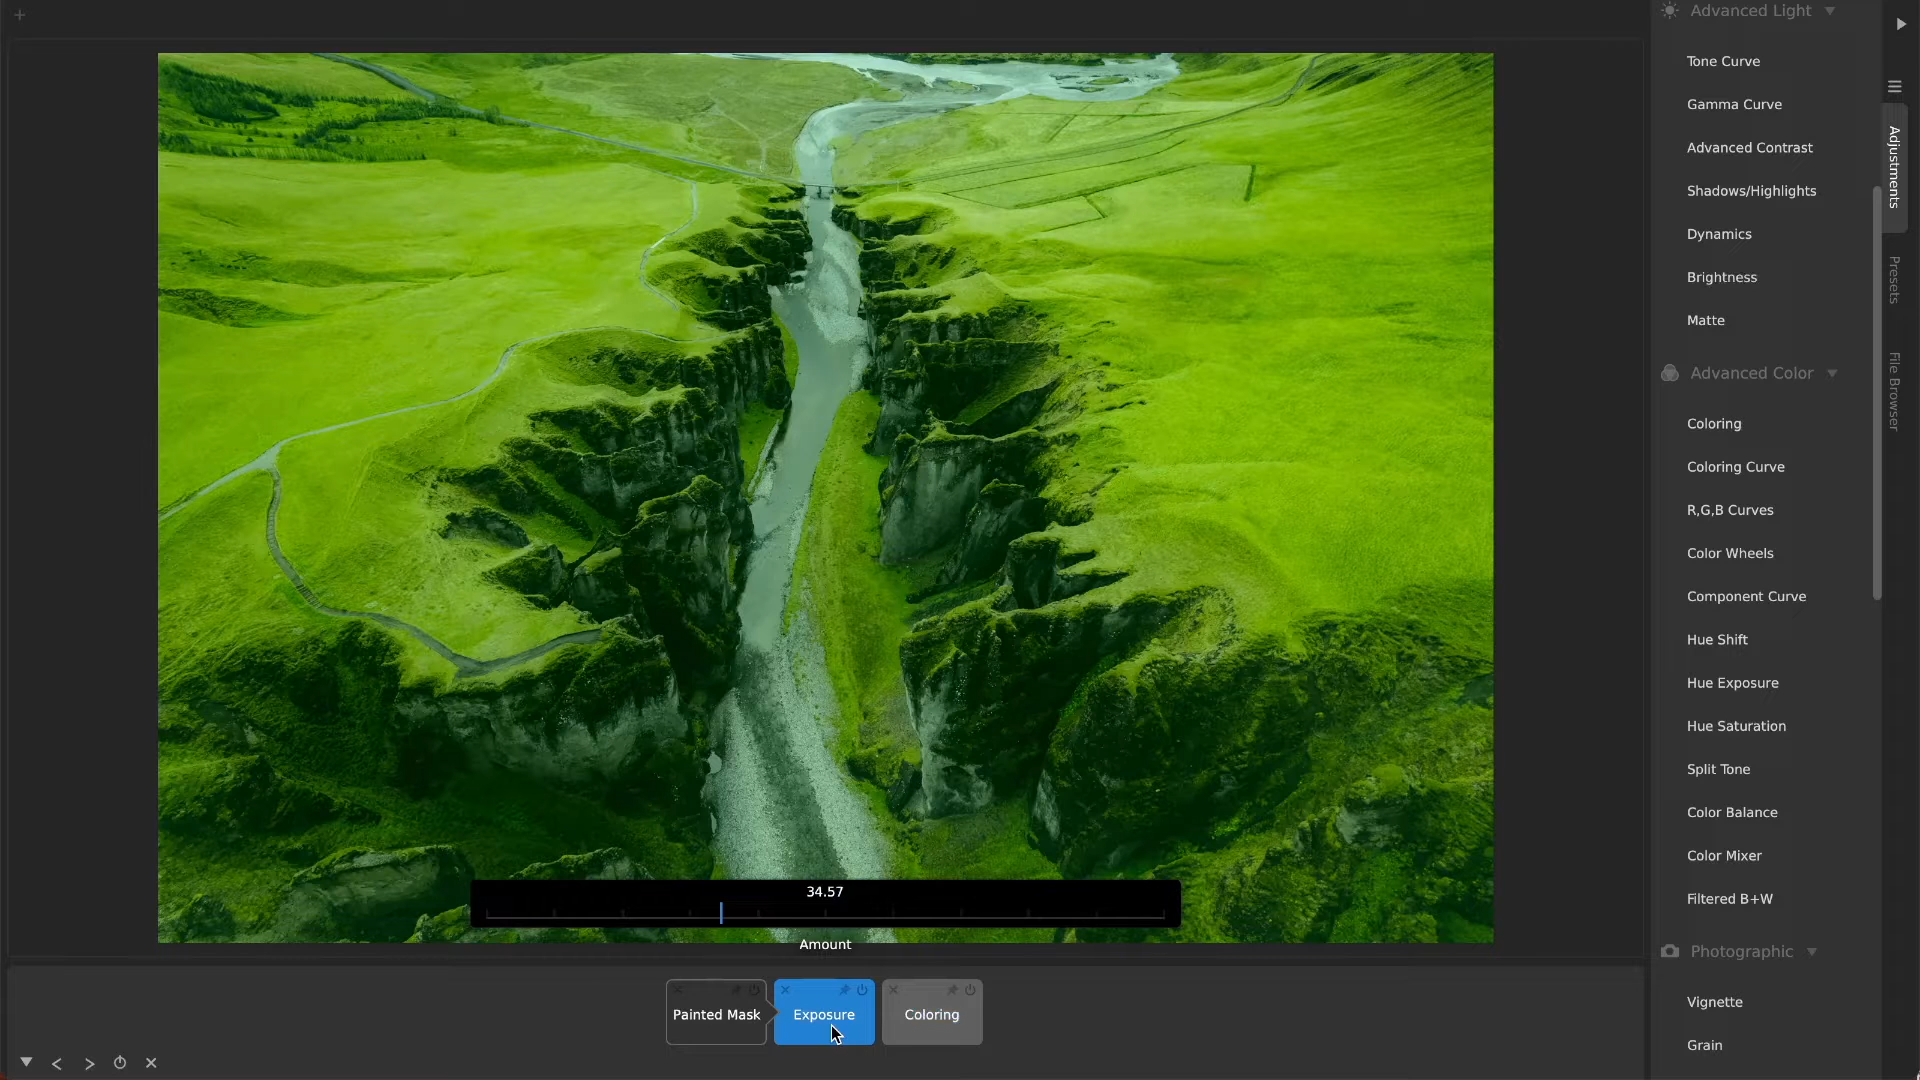 Advanced Light
Tone Curve
Gamma Curve
Advanced Contrast
Shadows/Highlights
Dynamics
Brightness
Matte
Advanced Color
Coloring
Coloring Curve
R,G,B Curves
Color Wheels
Component Curve
Hue Shift
Hue Exposure
Hue Saturation
Split Tone
Color Balance
Color Mixer
Filtered B+W
Photographic
Vignette
Grain
Adjustments
Presets
File Browser
34.57
Amount
Painted Mask
Exposure
Coloring